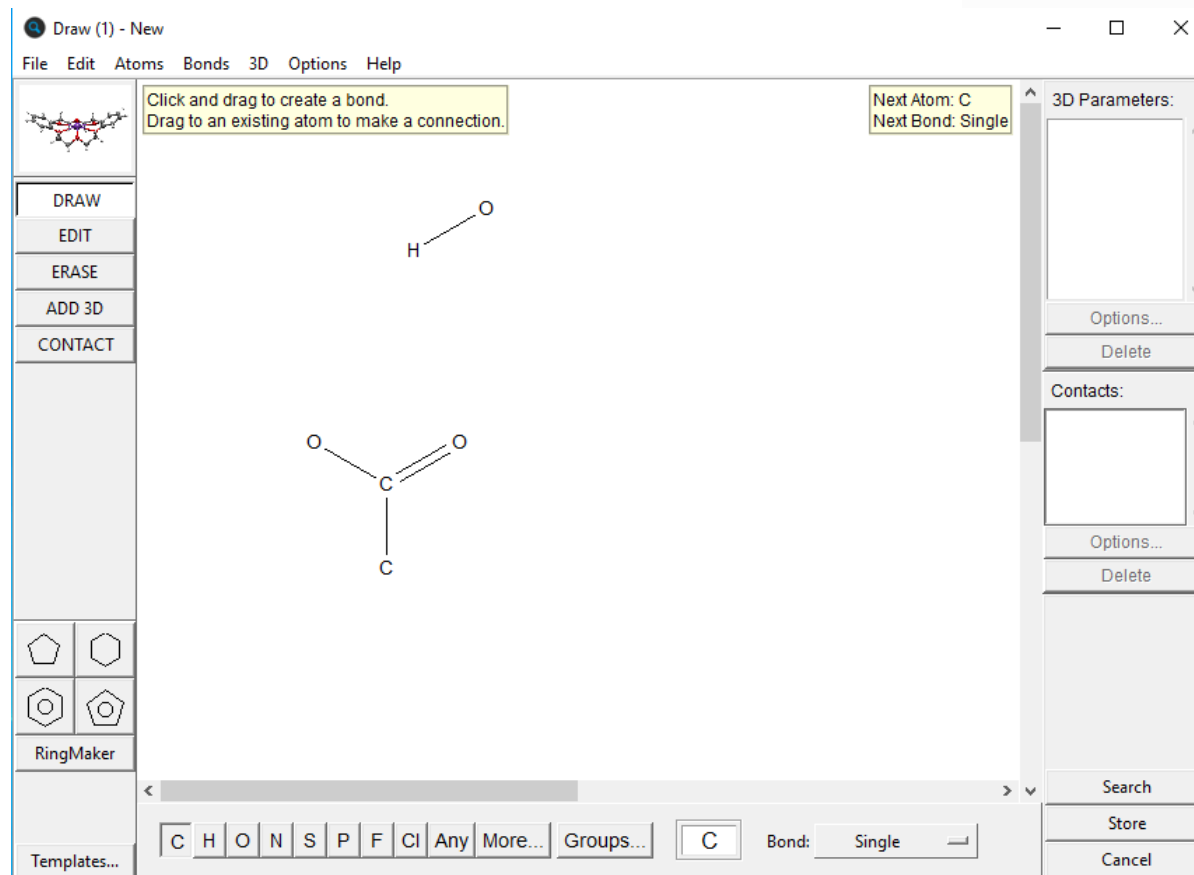 Draw (1) - New
File Edit Atoms Bonds 3D Options Help
Click and drag to create a bond.
Drag to an existing atom to make a connection.
Next Atom: C
Next Bond: Single
3D Parameters:
DRAW
EDIT
ERASE
ADD 3D
CONTACT
O
H
Options...
Delete
Contacts:
O
O
C
C
Options...
Delete
RingMaker
Templates...
C H O N S P F Cl Any More... Groups... C Bond: Single
Search
Store
Cancel